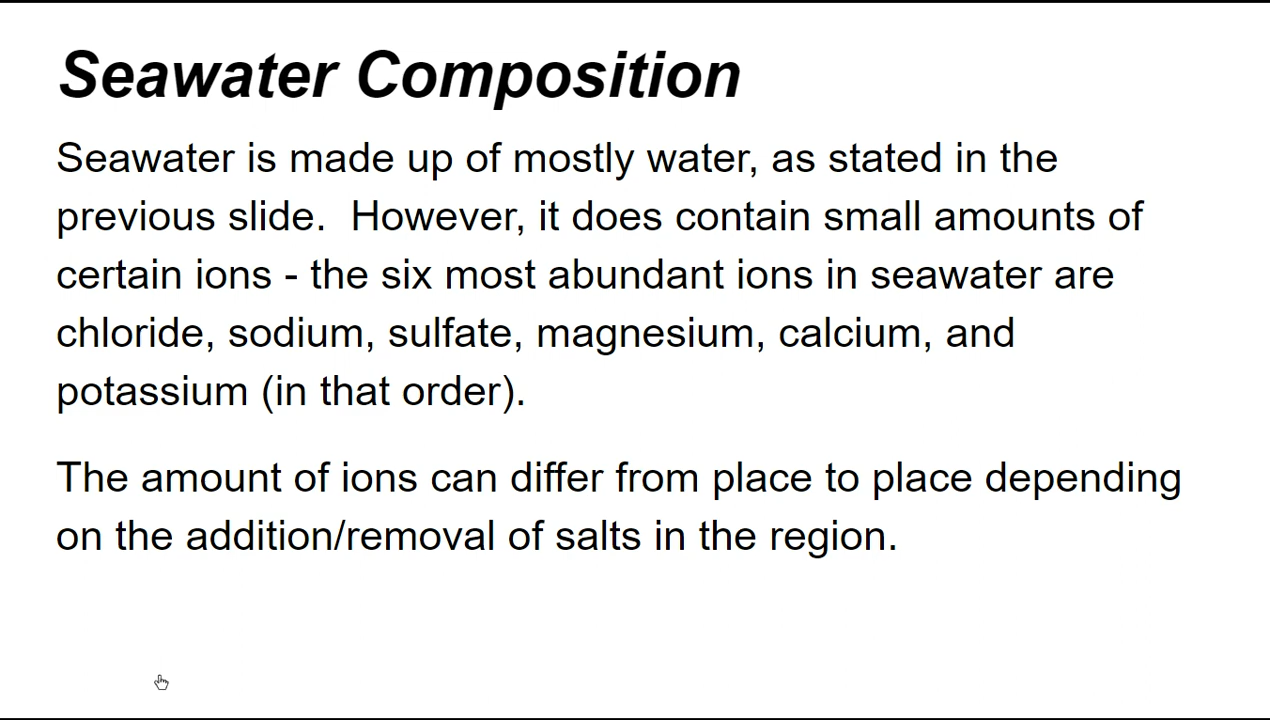 Seawater Composition
Seawater is made up of mostly water, as stated in the
previous slide.  However, it does contain small amounts of
certain ions - the six most abundant ions in seawater are
chloride, sodium, sulfate, magnesium, calcium, and
potassium (in that order).
The amount of ions can differ from place to place depending
on the addition/removal of salts in the region.